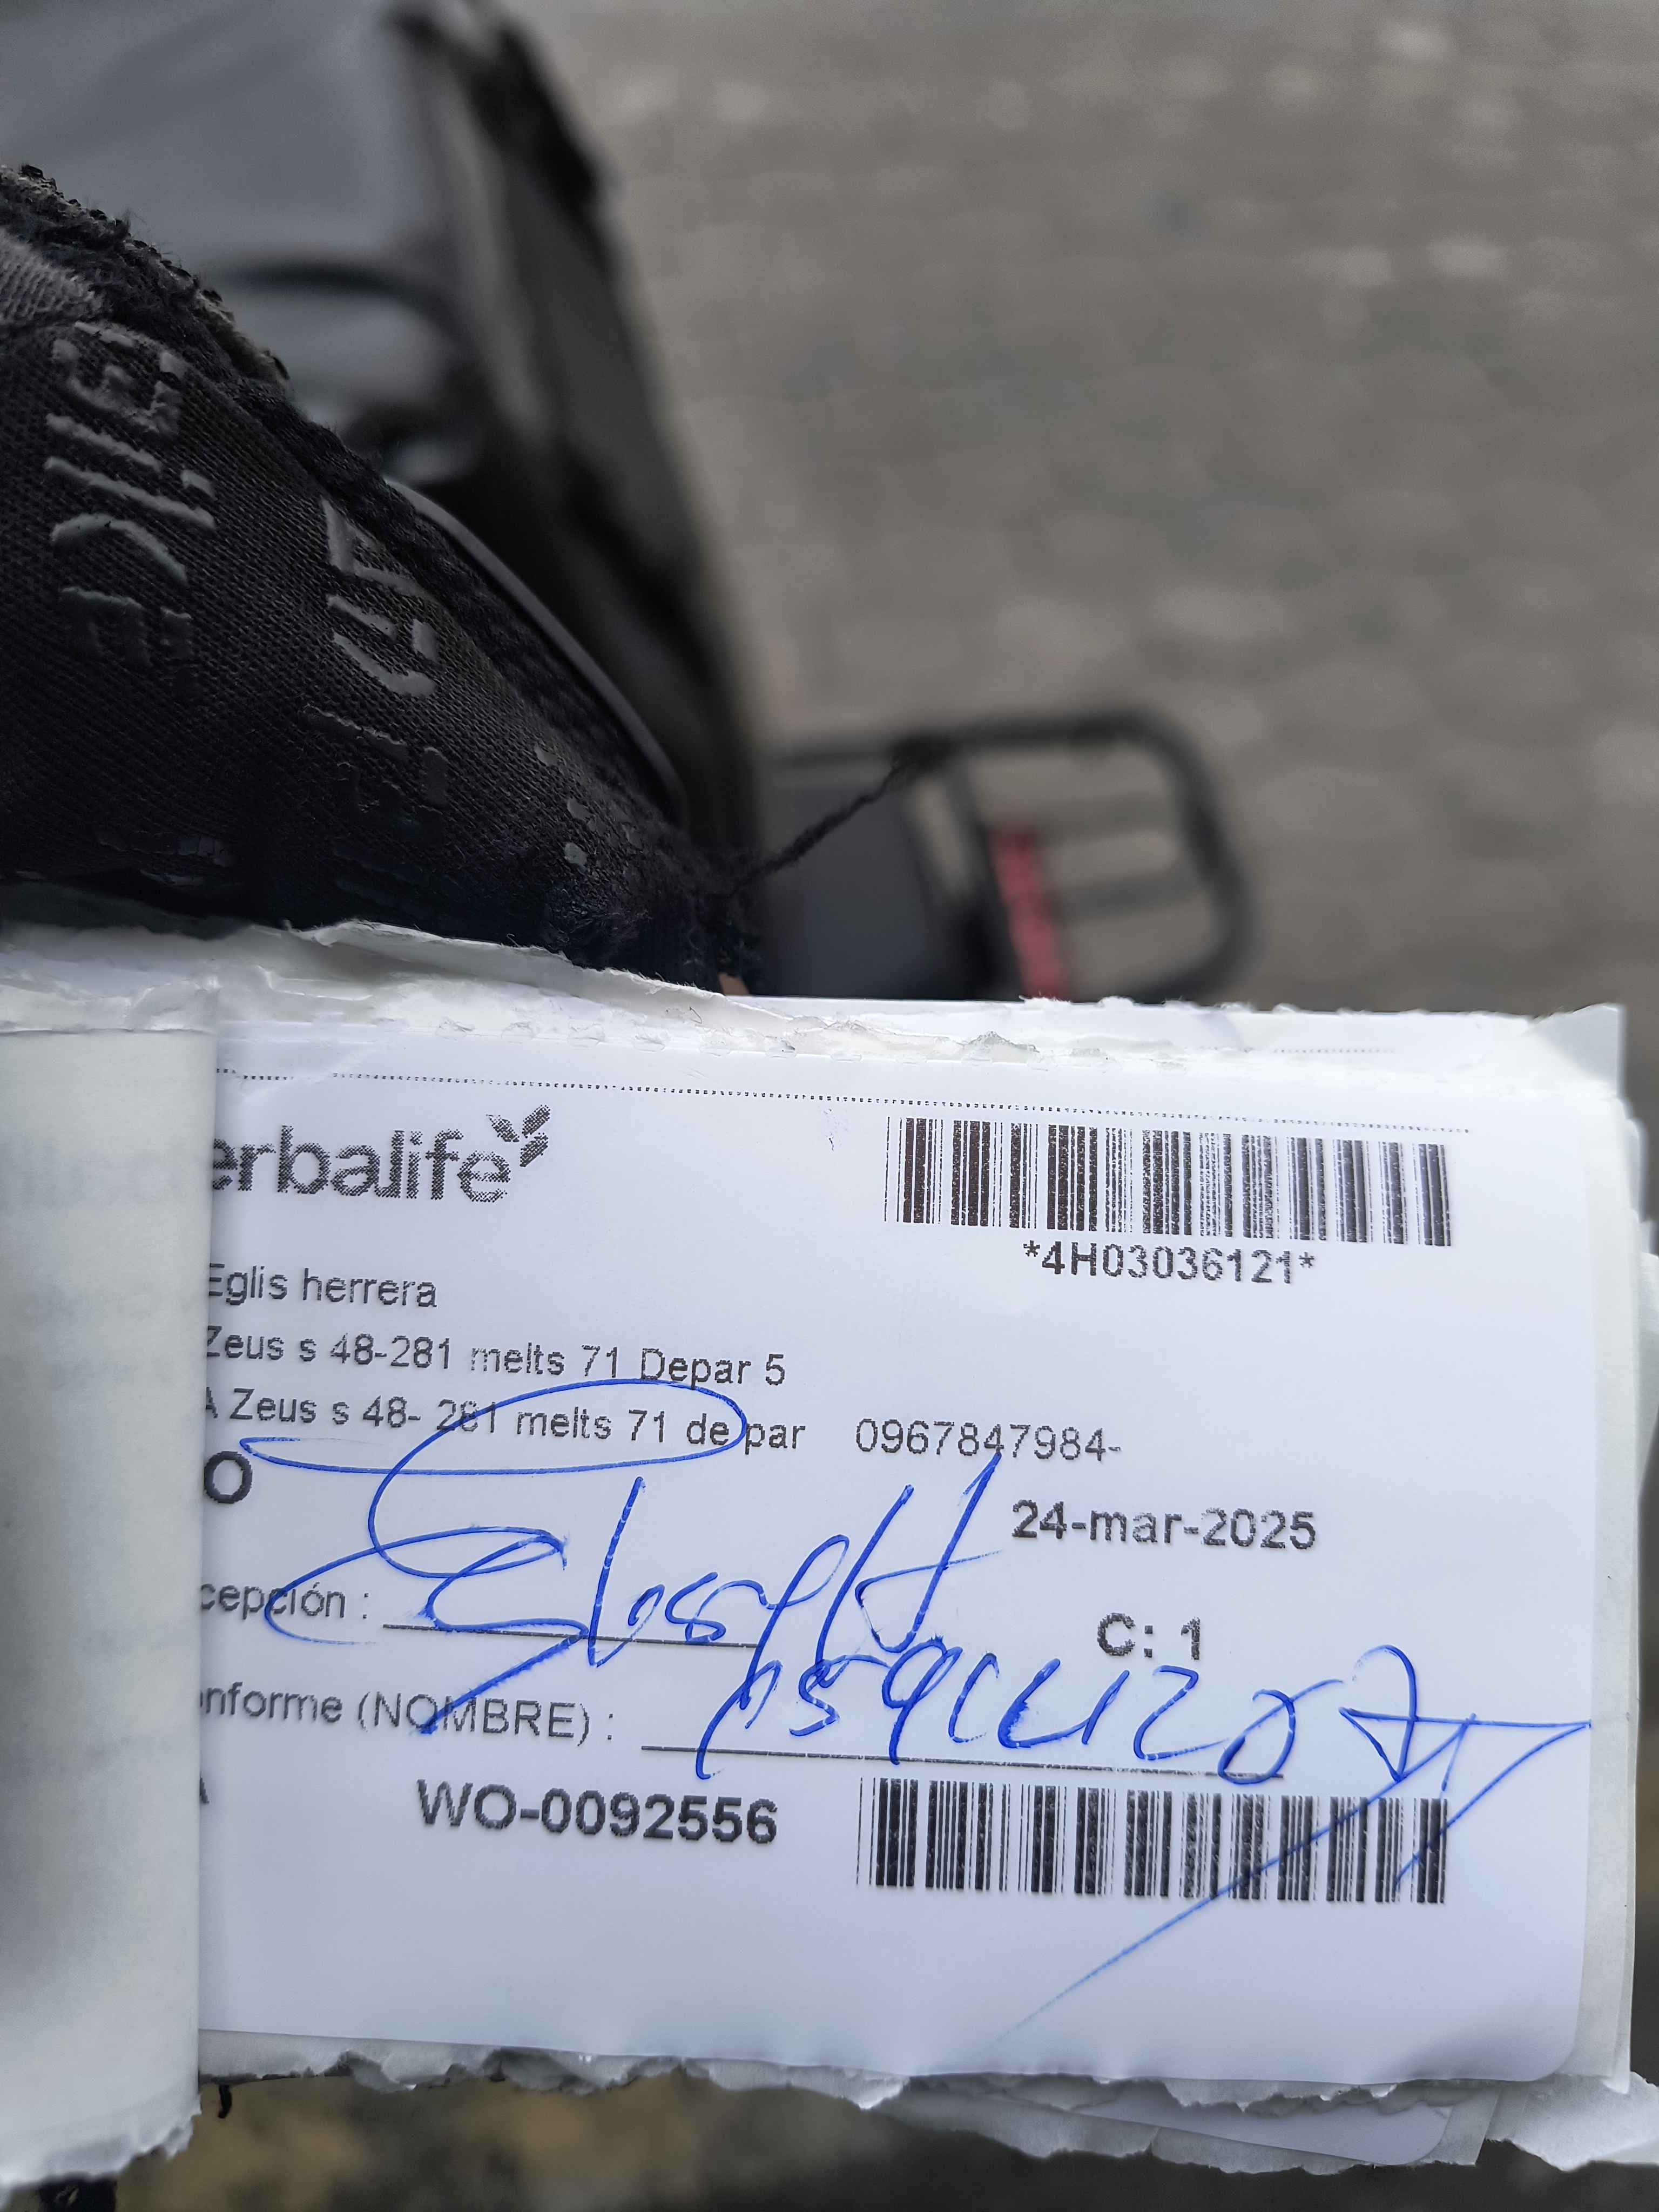 erbalife
*4H03036121*
Eglis herrera
Zeus s 48-281 melts 71 Depar 5
A Zeus s 48- 281 melts 71 de par 0967847984-
O
24-mar-2025
cepción :
C: 1
onforme (NOMBRE) :
WO-0092556